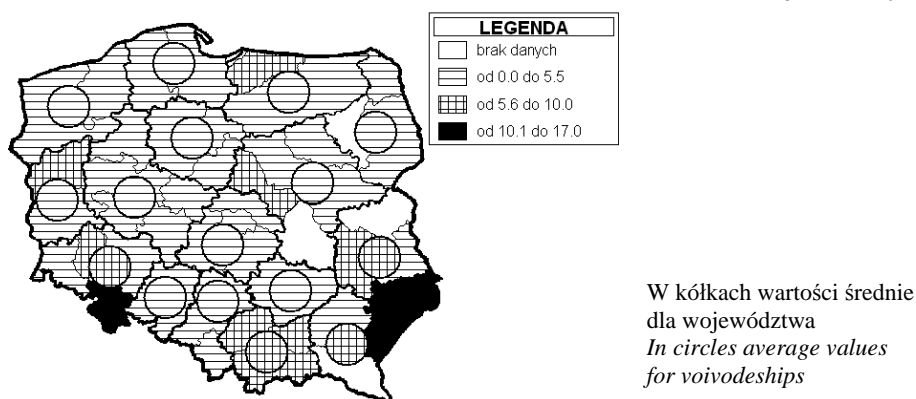 LEGENDA
brak danych
od 0.0 do 5.5
od 5.6 do 10.0
od 10.1 do 17.0
W kółkach wartości średnie
dla województwa
In circles average values
for voivodeships